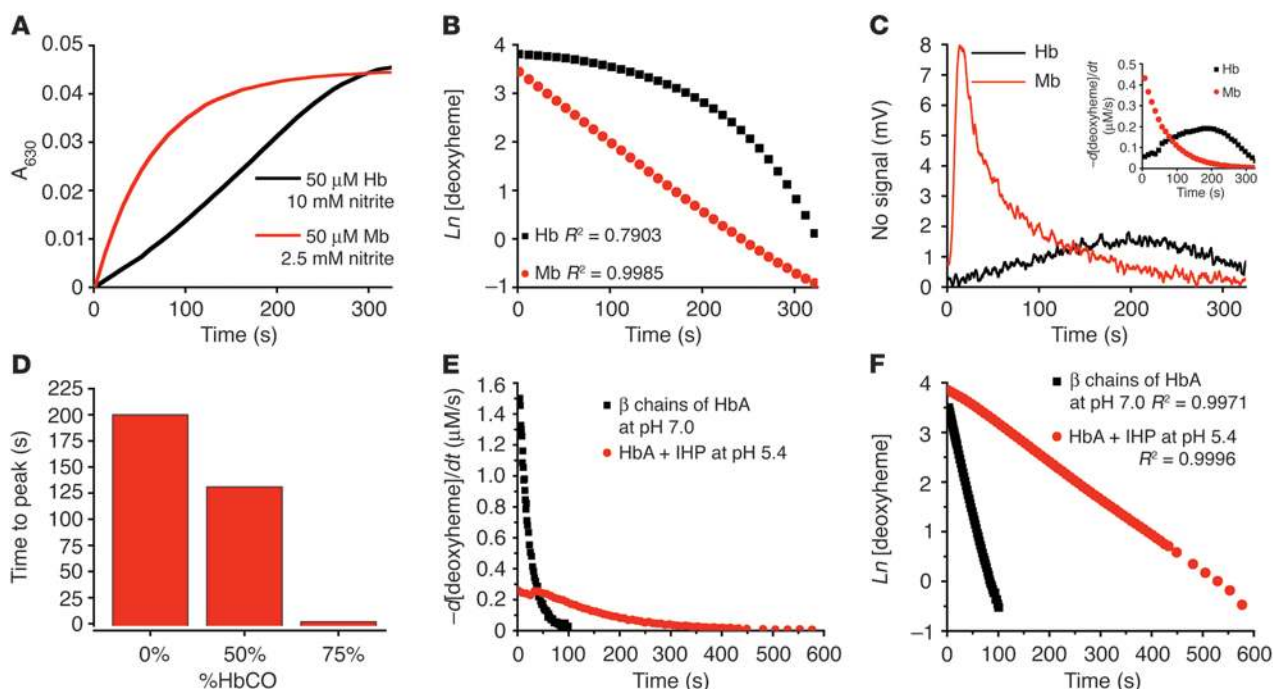 A
0.05
0.04
0.03
0.02
0.01
0
A630
50 μM Hb
10 mM nitrite
50 μM Mb
2.5 mM nitrite
0
100
200
300
Time (s)
B
4
3
2
1
0
−1
Ln [deoxyheme]
Hb R² = 0.7903
Mb R² = 0.9985
0
100
200
300
Time (s)
C
8
7
6
5
4
3
2
1
0
No signal (mV)
Hb
Mb
0.5
0.4
0.3
0.2
0.1
0
−d[deoxyheme]/dt
(μM/s)
Hb
Mb
0 100 200 300
Time (s)
0
100
200
300
Time (s)
D
225
200
175
150
125
100
75
50
25
0
Time to peak (s)
0%
50%
75%
%HbCO
E
1.6
1.4
1.2
1.0
0.8
0.6
0.4
0.2
0
−d[deoxyheme]/dt (μM/s)
β chains of HbA
at pH 7.0
HbA + IHP at pH 5.4
0 100 200 300 400 500 600
Time (s)
F
4
3
2
1
0
−1
Ln [deoxyheme]
β chains of HbA
at pH 7.0 R² = 0.9971
HbA + IHP at pH 5.4
R² = 0.9996
0 100 200 300 400 500 600
Time (s)